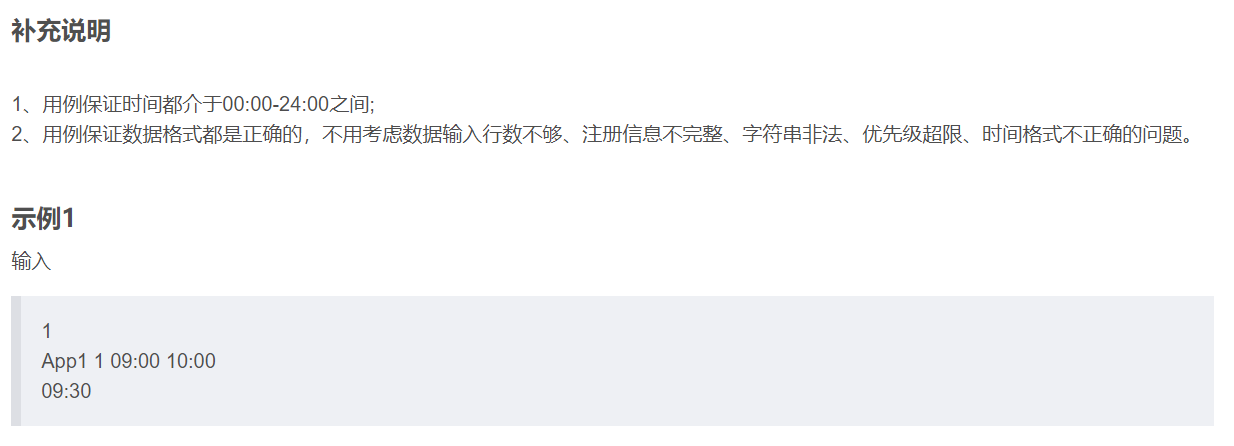 补充说明
1、用例保证时间都介于00:00-24:00之间;
2、用例保证数据格式都是正确的，不用考虑数据输入行数不够、注册信息不完整、字符串非法、优先级超限、时间格式不正确的问题。
示例1
输入
1
App1 1 09:00 10:00
09:30